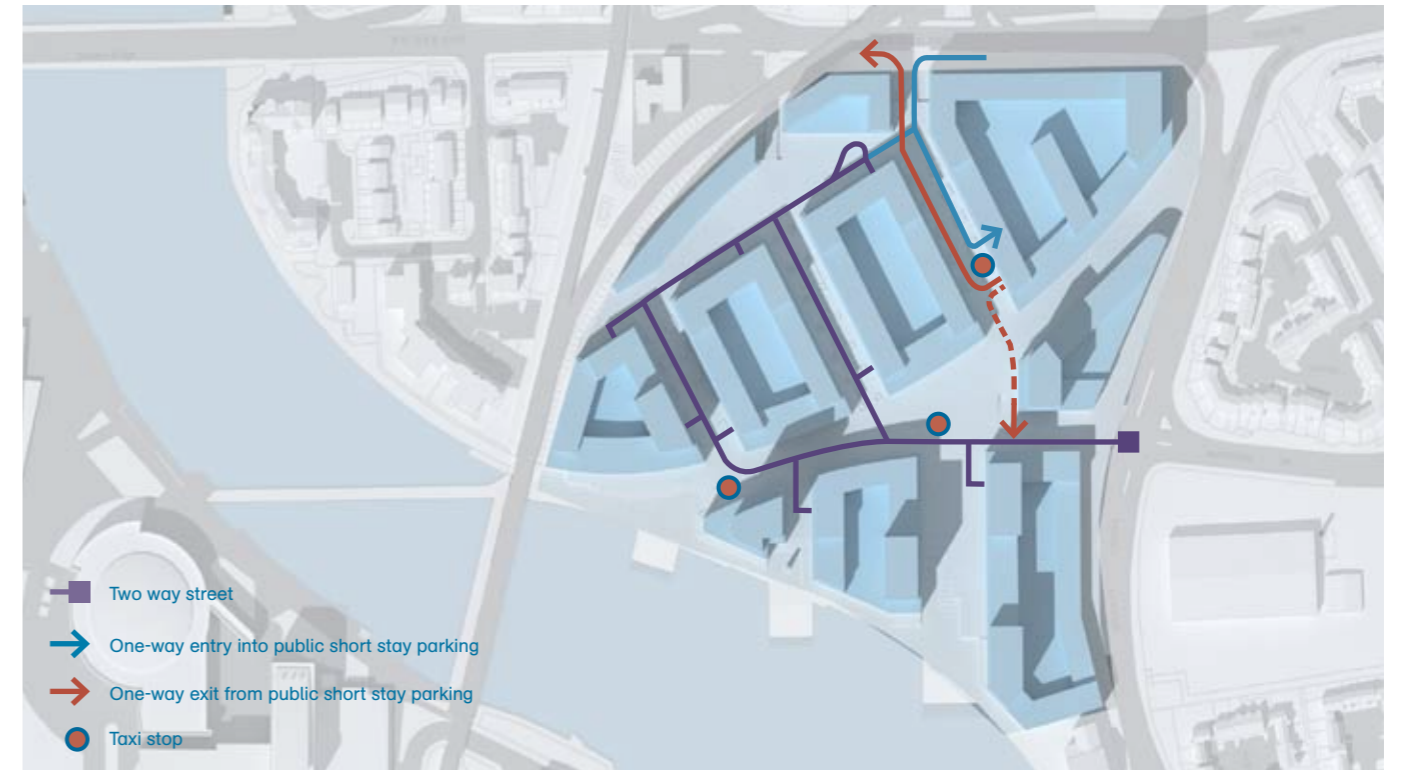 Two way street
One-way entry into public short stay parking
One-way exit from public short stay parking
Taxi stop